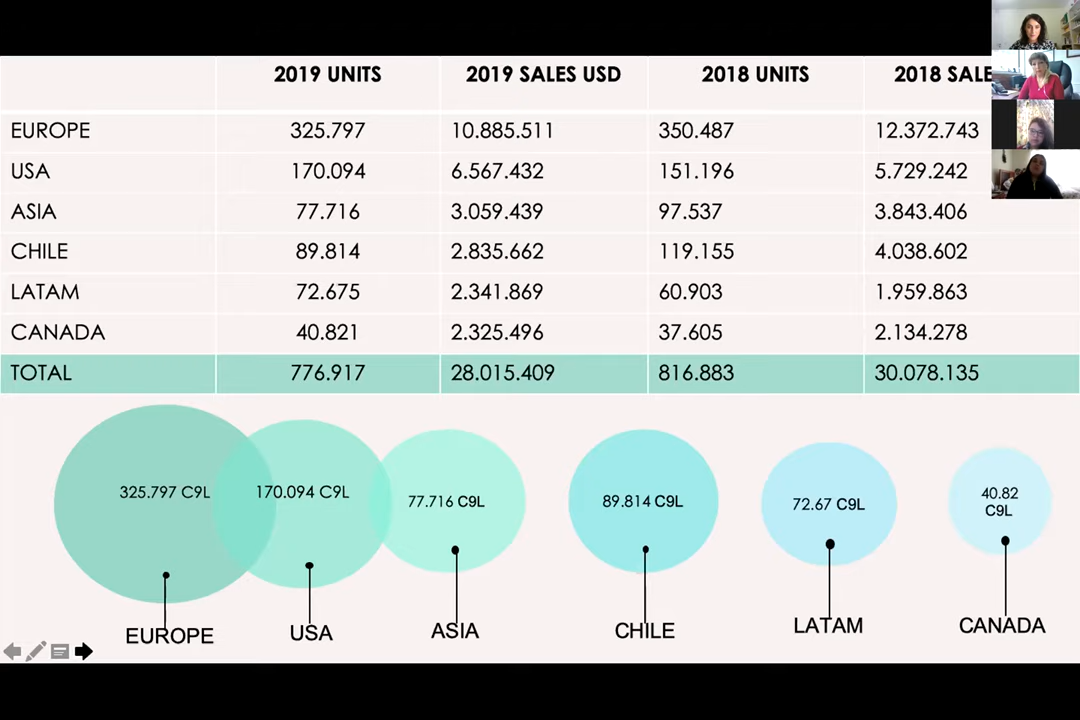 2019 UNITS 2019 SALES USD 2018 UNITS 2018 SALE
EUROPE 325.797 10.885.511 350.487 12.372.743
USA 170.094 6.567.432 151.196 5.729.242
ASIA 77.716 3.059.439 97.537 3.843.406
CHILE 89.814 2.835.662 119.155 4.038.602
LATAM 72.675 2.341.869 60.903 1.959.863
CANADA 40.821 2.325.496 37.605 2.134.278
TOTAL 776.917 28.015.409 816.883 30.078.135
325.797 C9L
170.094 C9L
77.716 C9L
89.814 C9L
72.67 C9L
40.82
C9L
EUROPE
USA
ASIA
CHILE
LATAM
CANADA